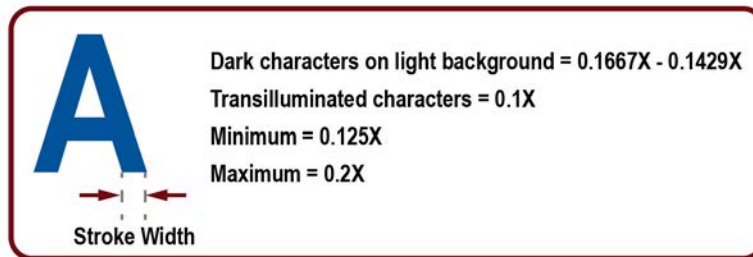 A
Dark characters on light background = 0.1667X - 0.1429X
Transilluminated characters = 0.1X
Minimum = 0.125X
Maximum = 0.2X
Stroke Width